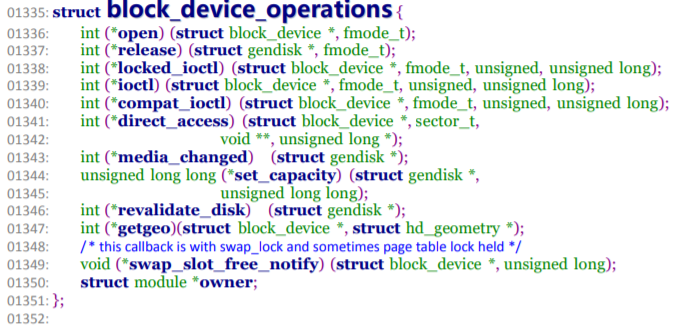 01335: struct block_device_operations {
01336: int (*open) (struct block_device *, fmode_t);
01337: int (*release) (struct gendisk *, fmode_t);
01338: int (*locked_ioctl) (struct block_device *, fmode_t, unsigned, unsigned long);
01339: int (*ioctl) (struct block_device *, fmode_t, unsigned, unsigned long);
01340: int (*compat_ioctl) (struct block_device *, fmode_t, unsigned, unsigned long);
01341: int (*direct_access) (struct block_device *, sector_t,
01342: void **, unsigned long *);
01343: int (*media_changed) (struct gendisk *);
01344: unsigned long long (*set_capacity) (struct gendisk *,
01345: unsigned long long);
01346: int (*revalidate_disk) (struct gendisk *);
01347: int (*getgeo)(struct block_device *, struct hd_geometry *);
01348: /* this callback is with swap_lock and sometimes page table lock held */
01349: void (*swap_slot_free_notify) (struct block_device *, unsigned long);
01350: struct module *owner;
01351: };
01352: